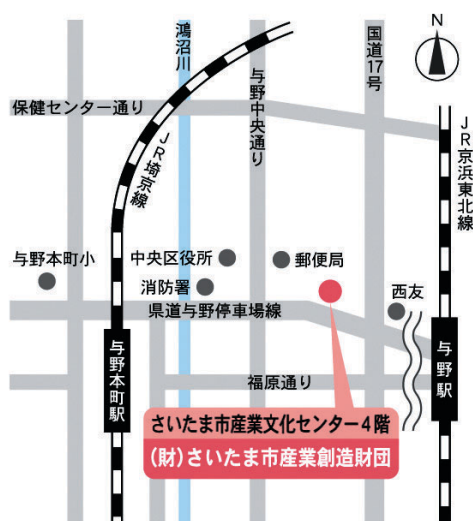 N
鴻沼川
国道17号
与野中央通り
保健センター通り
JR埼京線
JR京浜東北線
与野本町小
中央区役所
郵便局
消防署
西友
県道与野停車場線
与野本町駅
与野駅
福原通り
さいたま市産業文化センター4階
(財)さいたま市産業創造財団